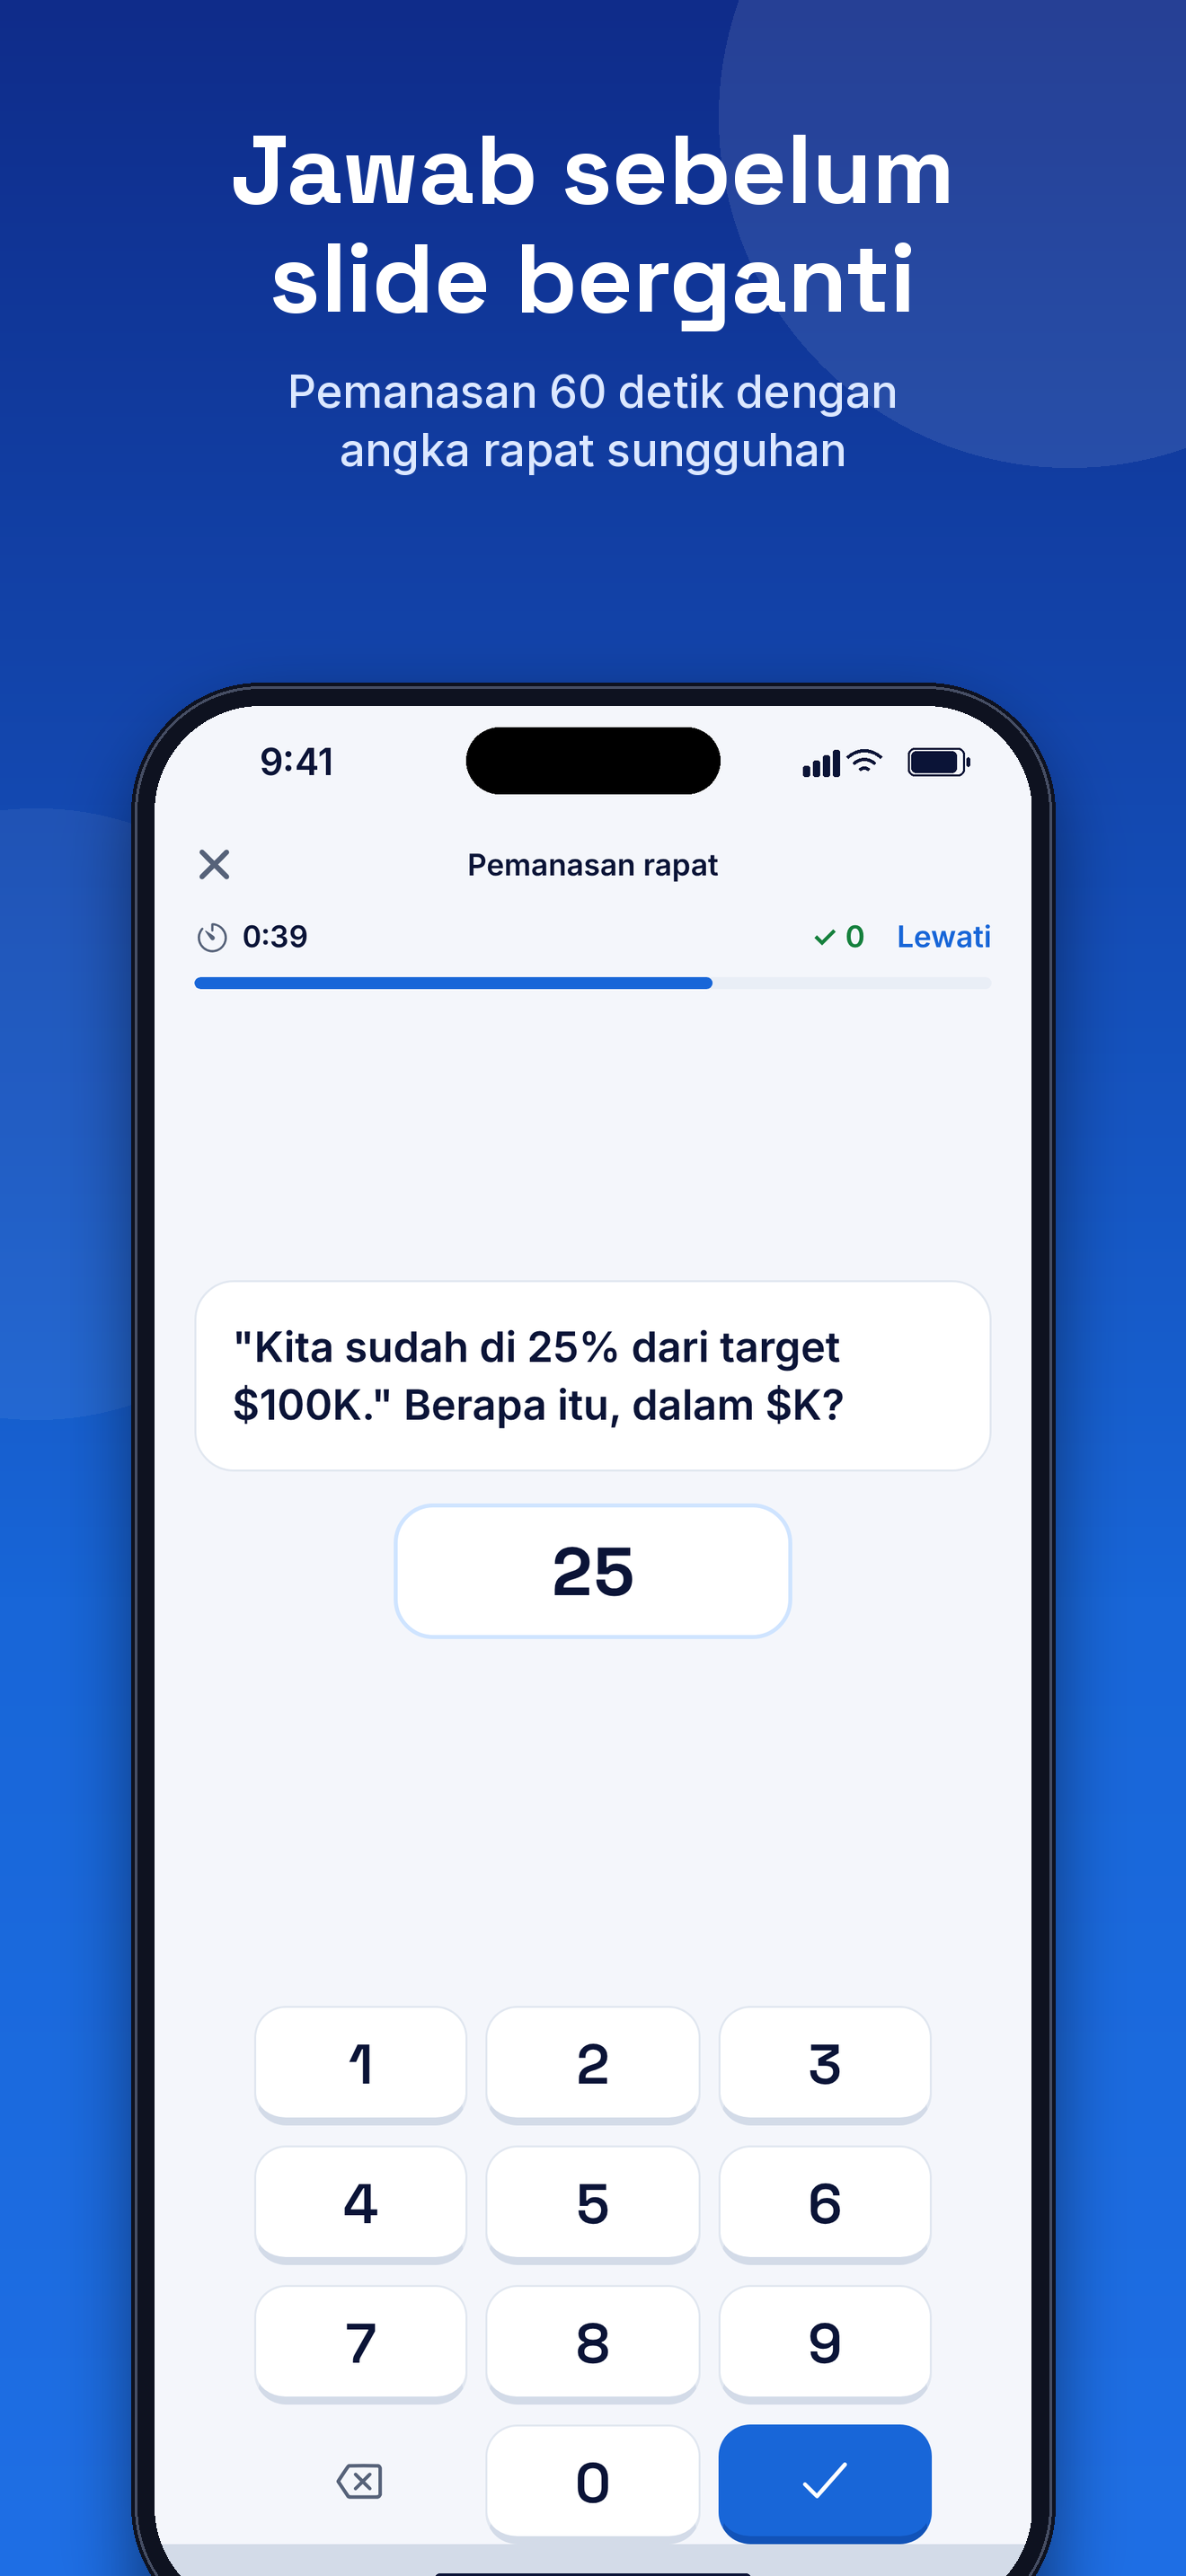 Jawab sebelum
slide berganti
Pemanasan 60 detik dengan
angka rapat sungguhan
9:41
Pemanasan rapat
0:39
0
Lewati
"Kita sudah di 25% dari target
$100K." Berapa itu, dalam $K?
25
1 2 3
4 5 6
7 8 9
0